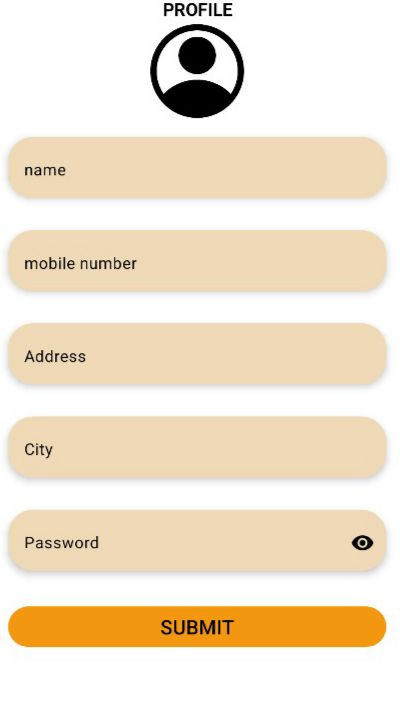 PROFILE
name
mobile number
Address
City
Password
SUBMIT